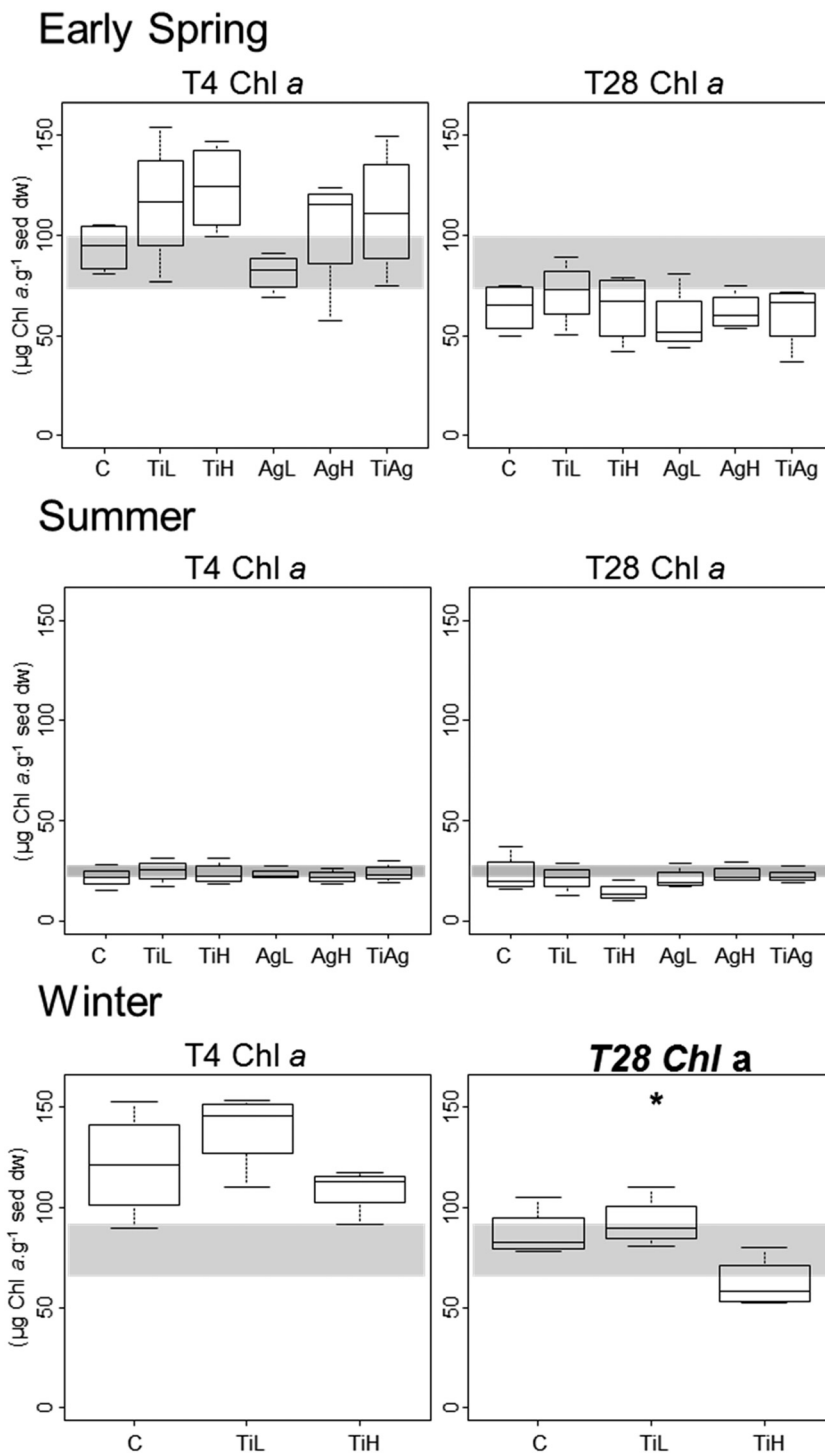 Early Spring
T4 Chl a T28 Chl a
(µg Chl a.g⁻¹ sed dw)
150
100
50
0
C TiL TiH AgL AgH TiAg
150
100
50
0
C TiL TiH AgL AgH TiAg
Summer
T4 Chl a T28 Chl a
(µg Chl a.g⁻¹ sed dw)
150
100
50
0
C TiL TiH AgL AgH TiAg
150
100
50
0
C TiL TiH AgL AgH TiAg
Winter
T4 Chl a T28 Chl a
*
(µg Chl a.g⁻¹ sed dw)
150
100
50
0
C TiL TiH
150
100
50
0
C TiL TiH